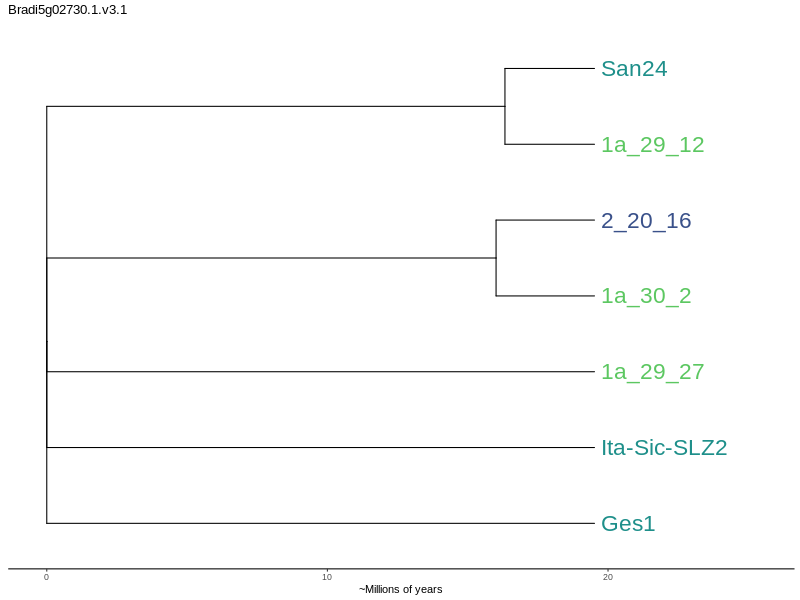 Bradi5g02730.1.v3.1
San24
1a_29_12
2_20_16
1a_30_2
1a_29_27
Ita-Sic-SLZ2
Ges1
0 10 20
~Millions of years